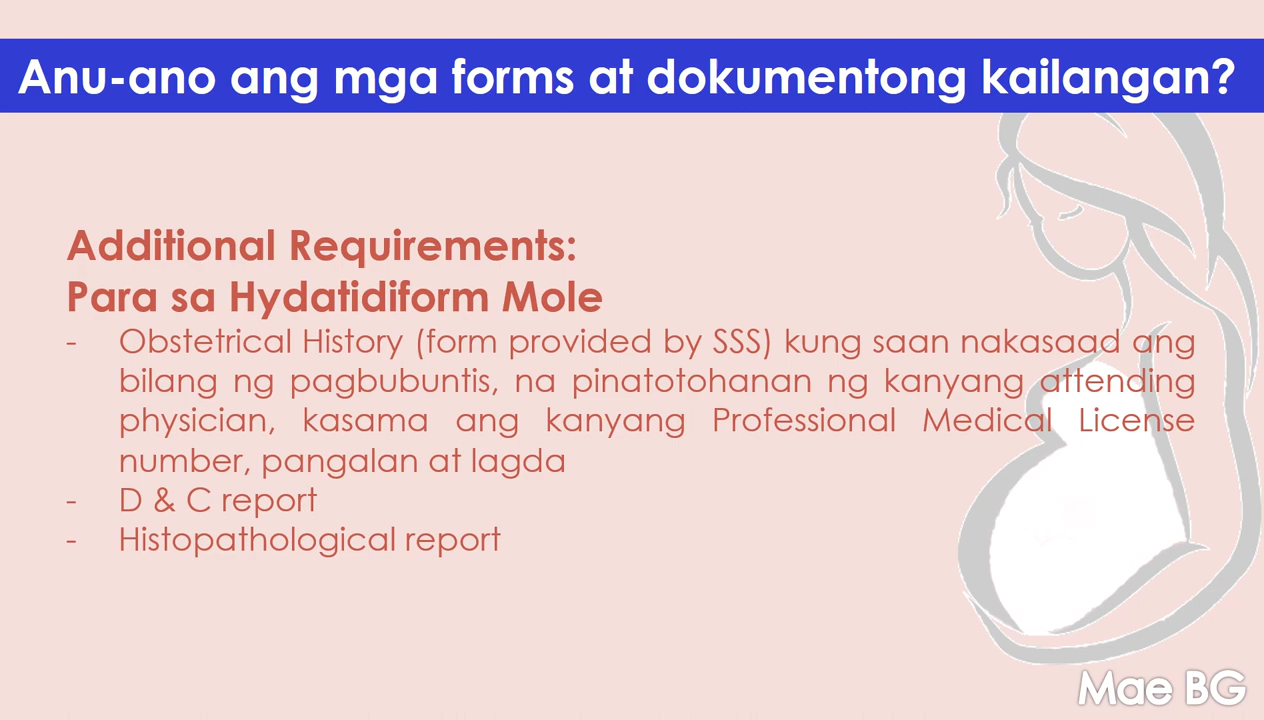 Anu-ano ang mga forms at dokumentong kailangan?
Additional Requirements:
Para sa Hydatidiform Mole
- Obstetrical History (form provided by SSS) kung saan nakasaad ang
bilang ng pagbubuntis, na pinatotohanan ng kanyang attending
physician, kasama ang kanyang Professional Medical License
number, pangalan at lagda
- D & C report
- Histopathological report
Mae BG